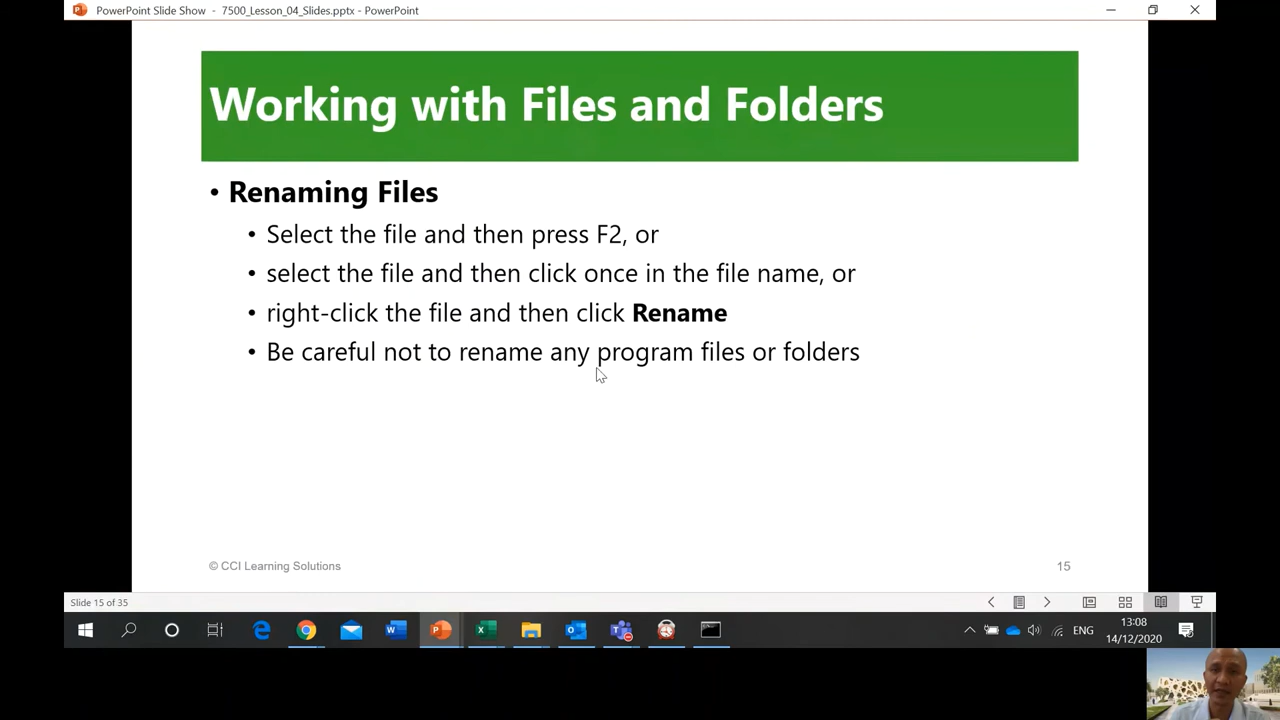 PowerPoint Slide Show - 7500_Lesson_04_Slides.pptx - PowerPoint
Working with Files and Folders
• Renaming Files
• Select the file and then press F2, or
• select the file and then click once in the file name, or
• right-click the file and then click Rename
• Be careful not to rename any program files or folders
© CCI Learning Solutions
15
Slide 15 of 35
ENG
13:08
14/12/2020